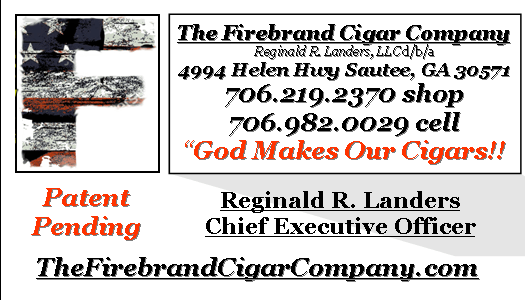 F
The Firebrand Cigar Company
Reginald R. Landers, LLCd/b/a
4994 Helen Hwy Sautee, GA 30571
706.219.2370 shop
706.982.0029 cell
“God Makes Our Cigars!!
Patent
Pending
Reginald R. Landers
Chief Executive Officer
TheFirebrandCigarCompany.com